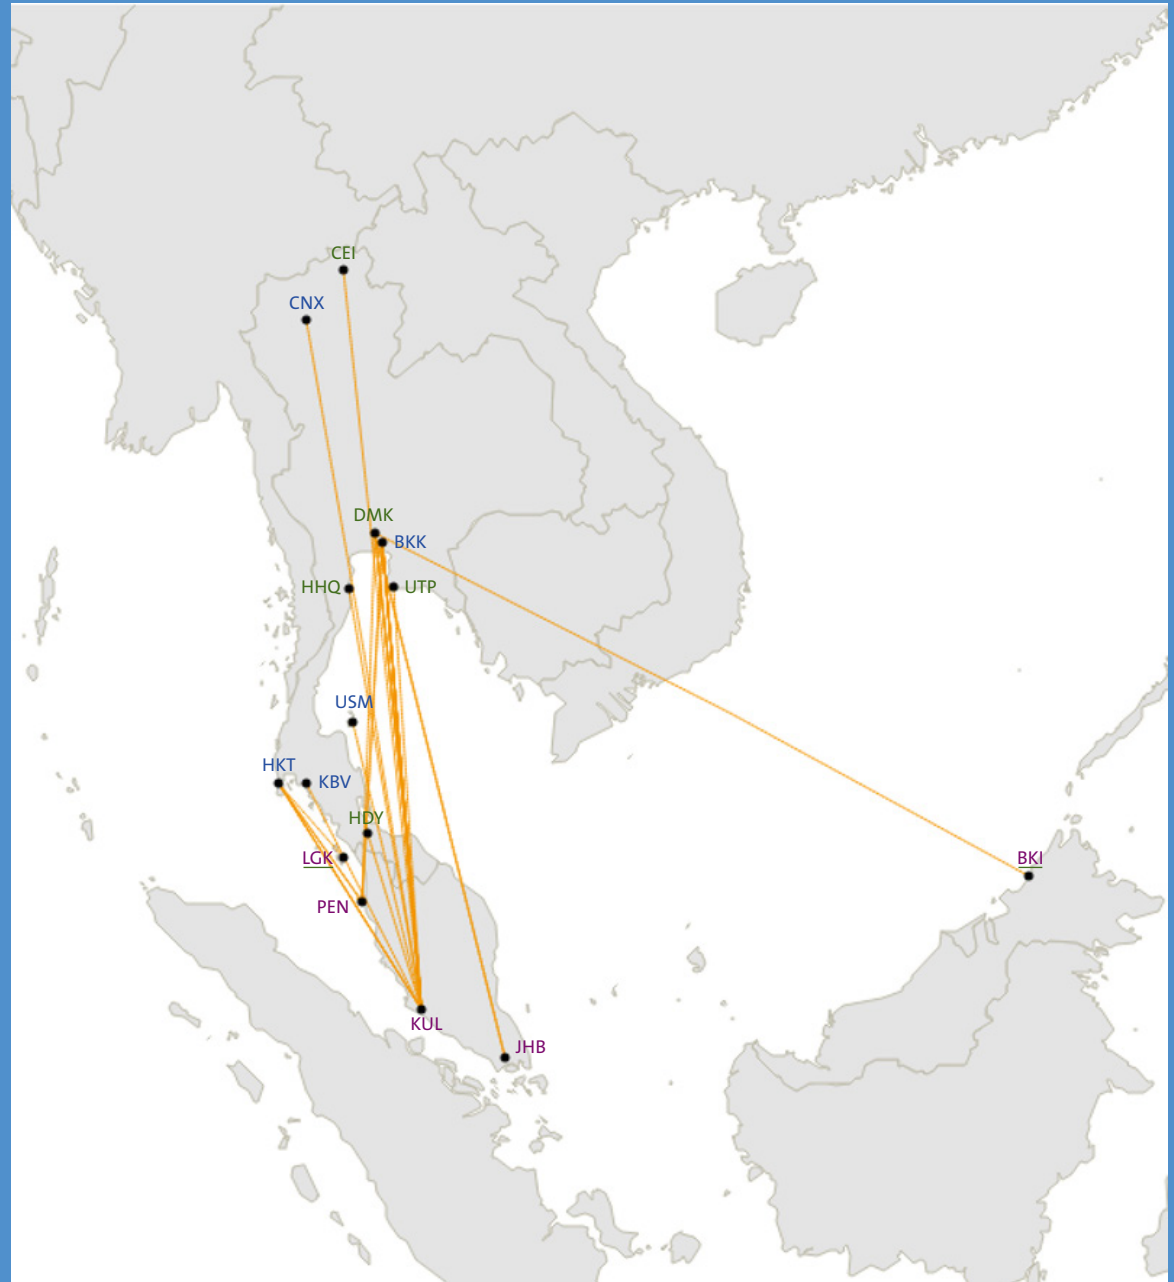 CEI
CNX
DMK
BKK
HHQ
UTP
USM
HKT
KBV
HDY
LGK
BKI
PEN
KUL
JHB